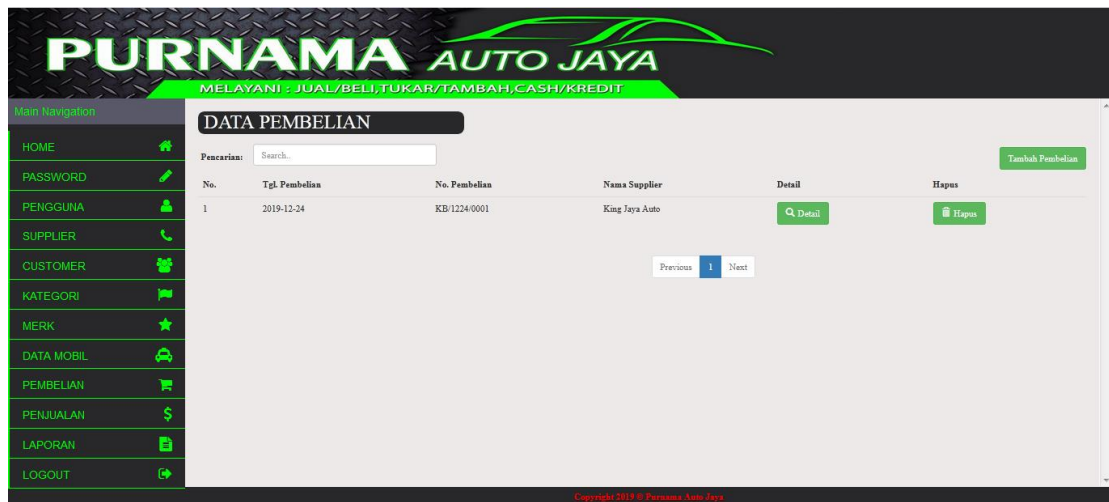 PURNAMA AUTO JAYA
MELAYANI : JUAL/BELI,TUKAR/TAMBAH,CASH/KREDIT
Main Navigation
HOME
PASSWORD
PENGGUNA
SUPPLIER
CUSTOMER
KATEGORI
MERK
DATA MOBIL
PEMBELIAN
PENJUALAN
LAPORAN
LOGOUT
DATA PEMBELIAN
Pencarian: Search.. Tambah Pembelian
No. Tgl. Pembelian No. Pembelian Nama Supplier Detail Hapus
1 2019-12-24 KB/1224/0001 King Jaya Auto Detail Hapus
Previous 1 Next
Copyright 2019 © Purnama Auto Jaya